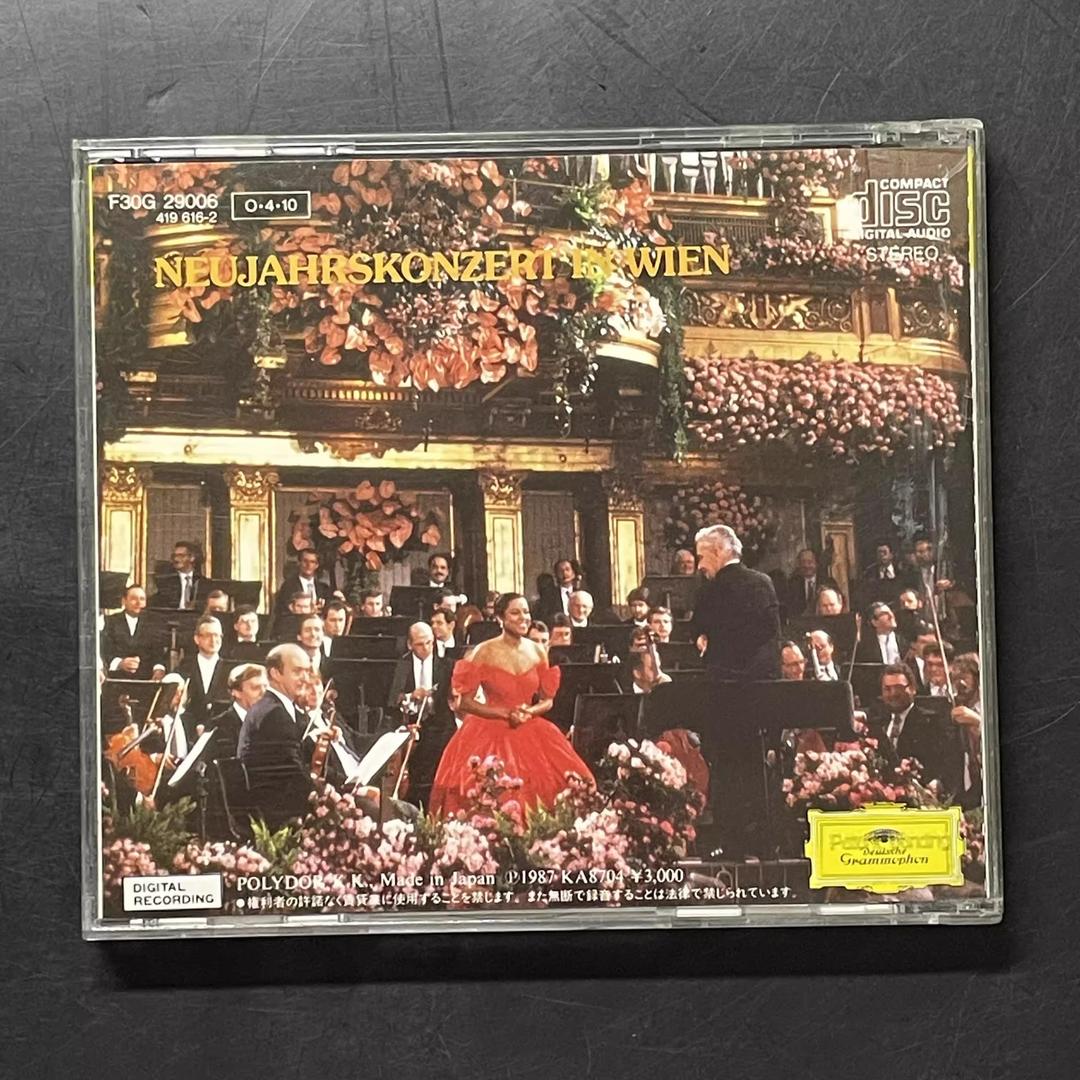 F30G 29006
419 616-2
O・4・10
COMPACT
disc
DIGITAL AUDIO
STEREO
NEUJAHRSKONZERT IN WIEN
Deutsche
Grammophon
DIGITAL
RECORDING
POLYDOR K.K., Made in Japan ℗1987 KA8704 ¥3,000
●権利者の許諾なく賃貸業に使用することを禁じます。また無断で録音することは法律で禁じられています。